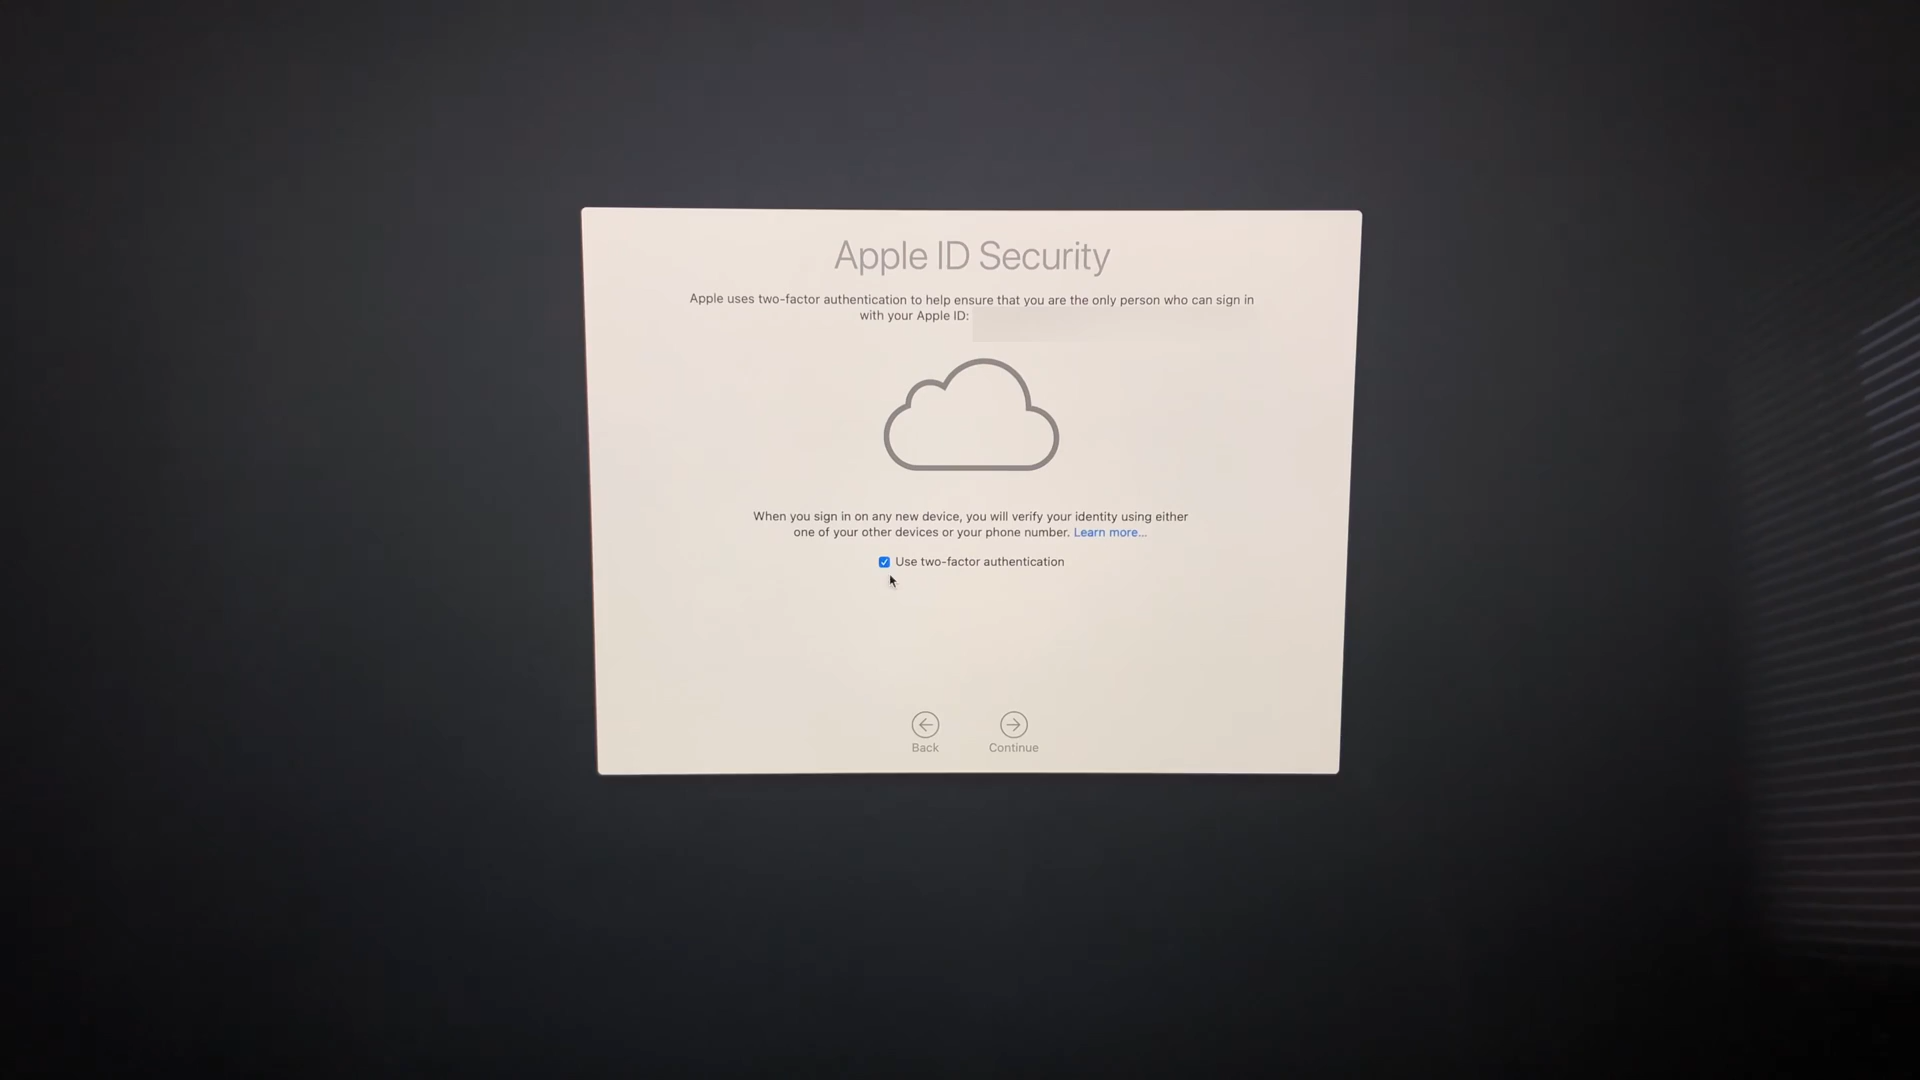 Apple ID Security
Apple uses two-factor authentication to help ensure that you are the only person who can sign in
with your Apple ID:
When you sign in on any new device, you will verify your identity using either
one of your other devices or your phone number. Learn more...
Use two-factor authentication
Back
Continue